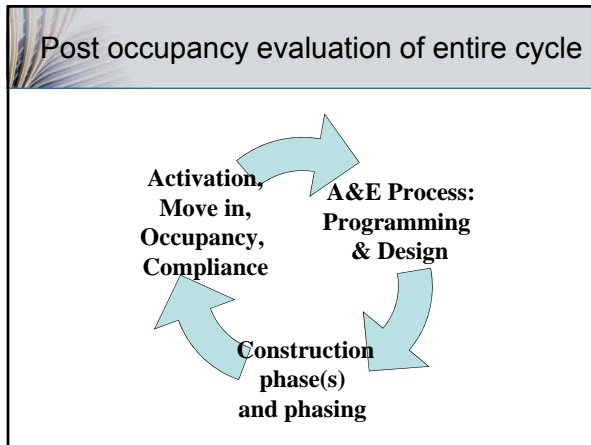 Post occupancy evaluation of entire cycle
Activation,
Move in,
Occupancy,
Compliance
A&E Process:
Programming
& Design
Construction
phase(s)
and phasing